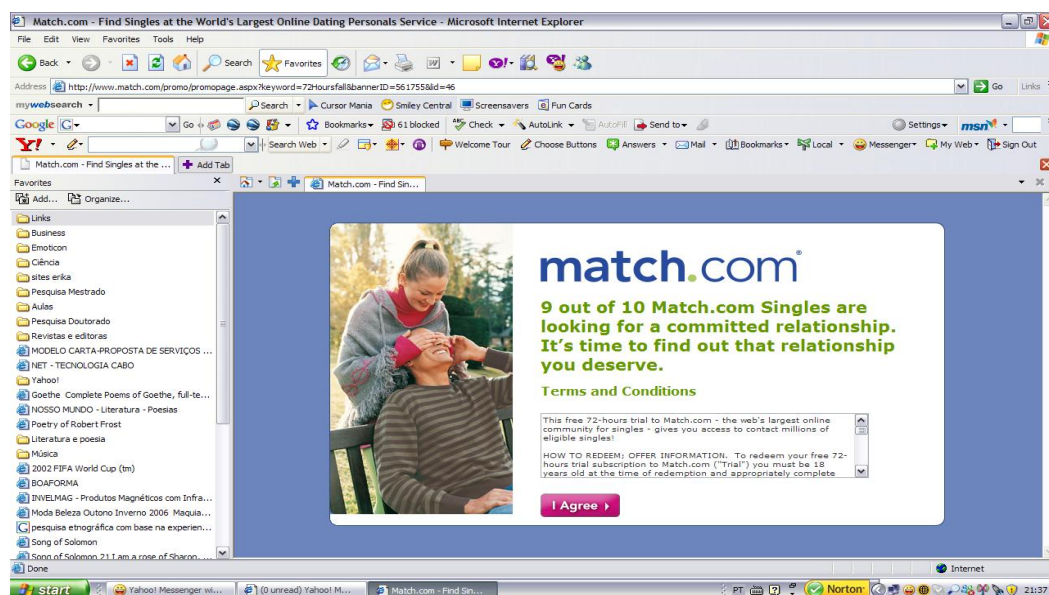 Match.com - Find Singles at the World's Largest Online Dating Personals Service - Microsoft Internet Explorer
File Edit View Favorites Tools Help
Back Search Favorites
Address http://www.match.com/promo/promopage.aspx?keyword=72Hoursfall&bannerID=561755&lid=46 Go Links
mywebsearch Search Cursor Mania Smiley Central Screensavers Fun Cards
Google G Go Bookmarks 61 blocked Check AutoLink AutoFill Send to Settings msn
Y! Search Web Welcome Tour Choose Buttons Answers Mail Bookmarks Local Messenger My Web Sign Out
Match.com - Find Singles at the ... Add Tab
Favorites
Match.com - Find Sin...
Add... Organize...
Links
Business
Emoticon
Ciência
sites erika
Pesquisa Mestrado
Aulas
Pesquisa Doutorado
Revistas e editoras
MODELO CARTA-PROPOSTA DE SERVIÇOS ...
NET - TECNOLOGIA CABO
Yahoo!
Goethe Complete Poems of Goethe, full-te...
NOSSO MUNDO - Literatura - Poesias
Poetry of Robert Frost
Literatura e poesia
Música
2002 FIFA World Cup (tm)
BOAFORMA
INVELMAG - Produtos Magnéticos com Infra...
Moda Beleza Outono Inverno 2006 Maquia...
pesquisa etnográfica com base na experien...
Song of Solomon
Song of Solomon 2:1 I am a rose of Sharon, ...
match.com®
9 out of 10 Match.com Singles are
looking for a committed relationship.
It's time to find out that relationship
you deserve.
Terms and Conditions
This free 72-hours trial to Match.com - the web's largest online
community for singles - gives you access to contact millions of
eligible singles!
HOW TO REDEEM; OFFER INFORMATION. To redeem your free 72-
hours trial subscription to Match.com ("Trial") you must be 18
years old at the time of redemption and appropriately complete
I Agree
Done Internet
start Yahoo! Messenger wi... (0 unread) Yahoo! M... Match.com - Find Sin... PT Norton 21:37